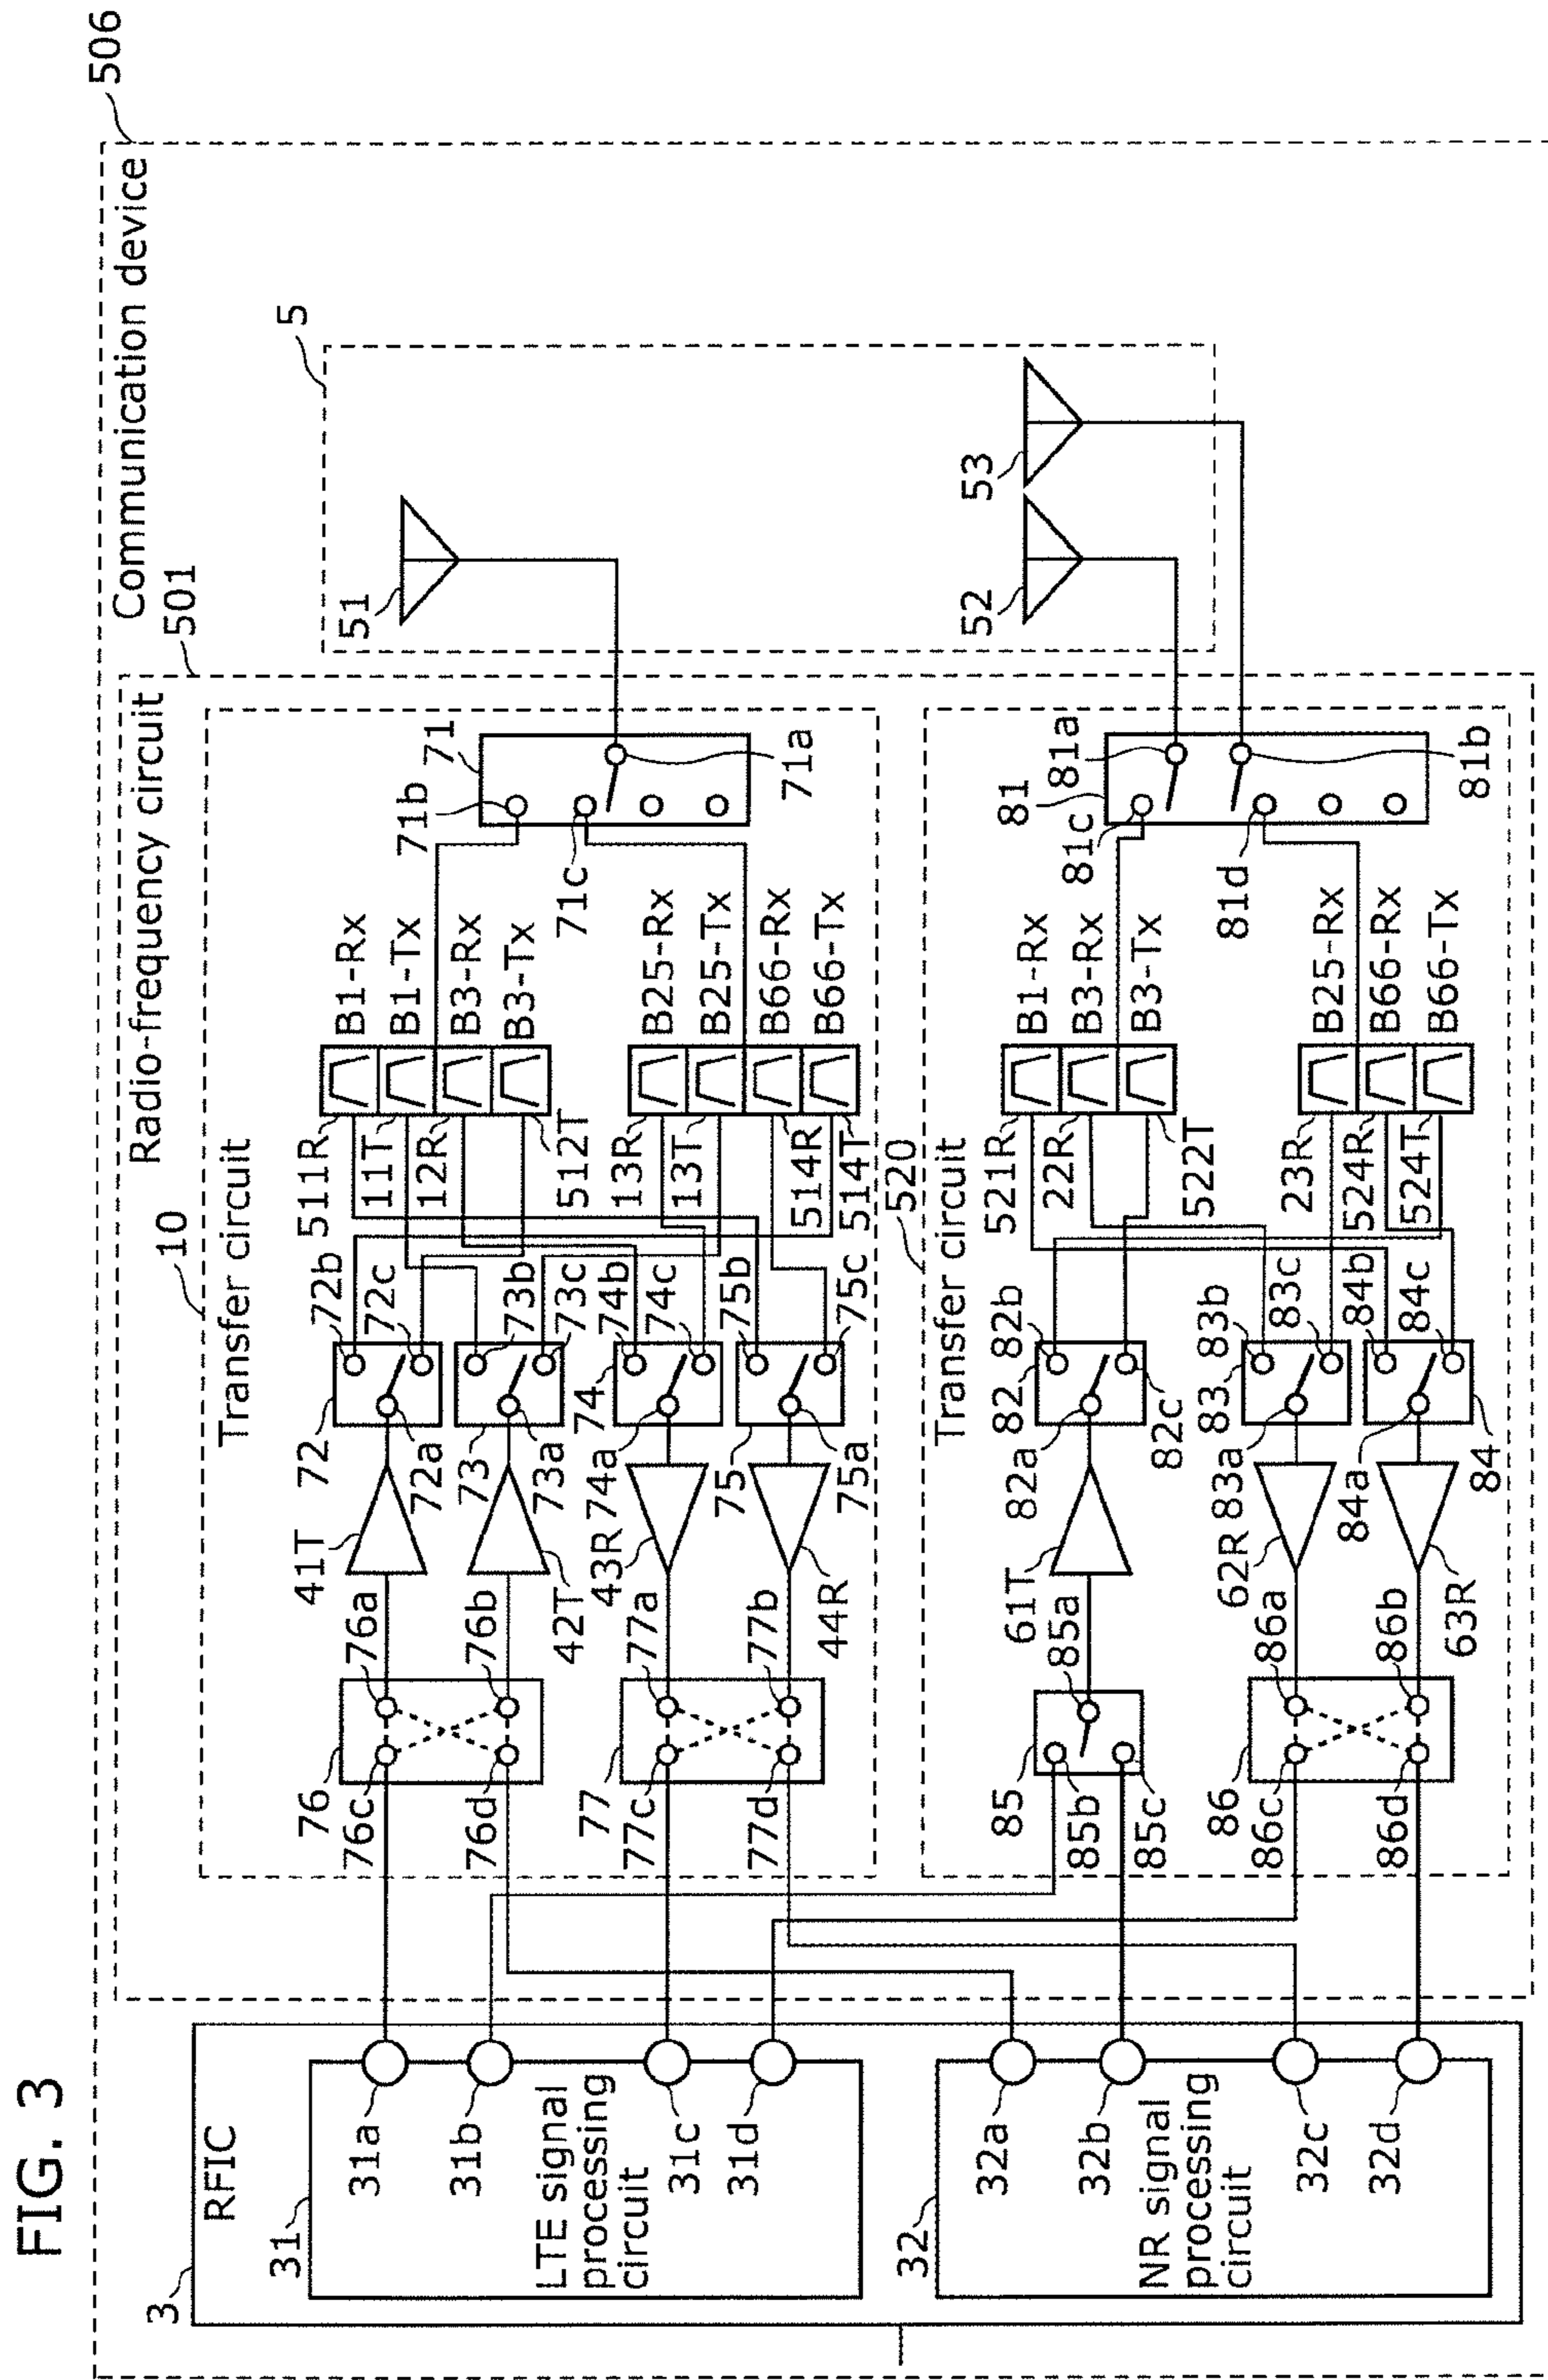 FIG. 3
506
Communication device
501
Radio-frequency circuit
10
Transfer circuit
5
51
52
53
3
RFIC
31
LTE signal
processing
circuit
31a
31b
31c
31d
32
NR signal
processing
circuit
32a
32b
32c
32d
76
76a
76b
76c
76d
77
77a
77b
77c
77d
41T
42T
43R
44R
72
72a
72b
72c
73
73a
73b
73c
74
74a
74b
74c
75
75a
75b
75c
511R
11T
12R
512T
13R
13T
514R
514T
B1-Rx
B1-Tx
B3-Rx
B3-Tx
B25-Rx
B25-Tx
B66-Rx
B66-Tx
71
71a
71b
71c
520
Transfer circuit
85
85a
85b
85c
86
86a
86b
86c
86d
61T
62R
63R
82
82a
82b
82c
83
83a
83b
83c
84
84a
84b
84c
521R
22R
522T
23R
524R
524T
B1-Rx
B3-Rx
B3-Tx
B25-Rx
B66-Rx
B66-Tx
81
81a
81b
81c
81d